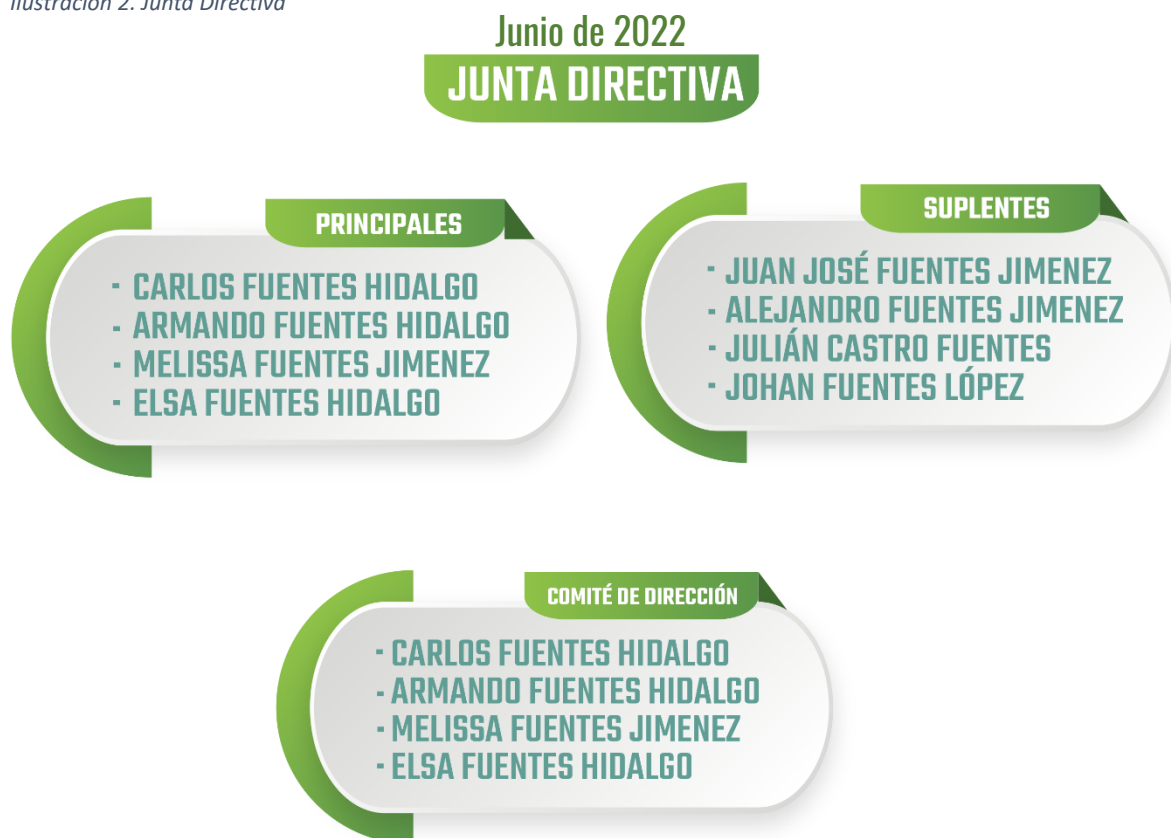 Ilustración 2. Junta Directiva
Junio de 2022
JUNTA DIRECTIVA
PRINCIPALES
- CARLOS FUENTES HIDALGO
- ARMANDO FUENTES HIDALGO
- MELISSA FUENTES JIMENEZ
- ELSA FUENTES HIDALGO
SUPLENTES
- JUAN JOSÉ FUENTES JIMENEZ
- ALEJANDRO FUENTES JIMENEZ
- JULIÁN CASTRO FUENTES
- JOHAN FUENTES LÓPEZ
COMITÉ DE DIRECCIÓN
- CARLOS FUENTES HIDALGO
- ARMANDO FUENTES HIDALGO
- MELISSA FUENTES JIMENEZ
- ELSA FUENTES HIDALGO